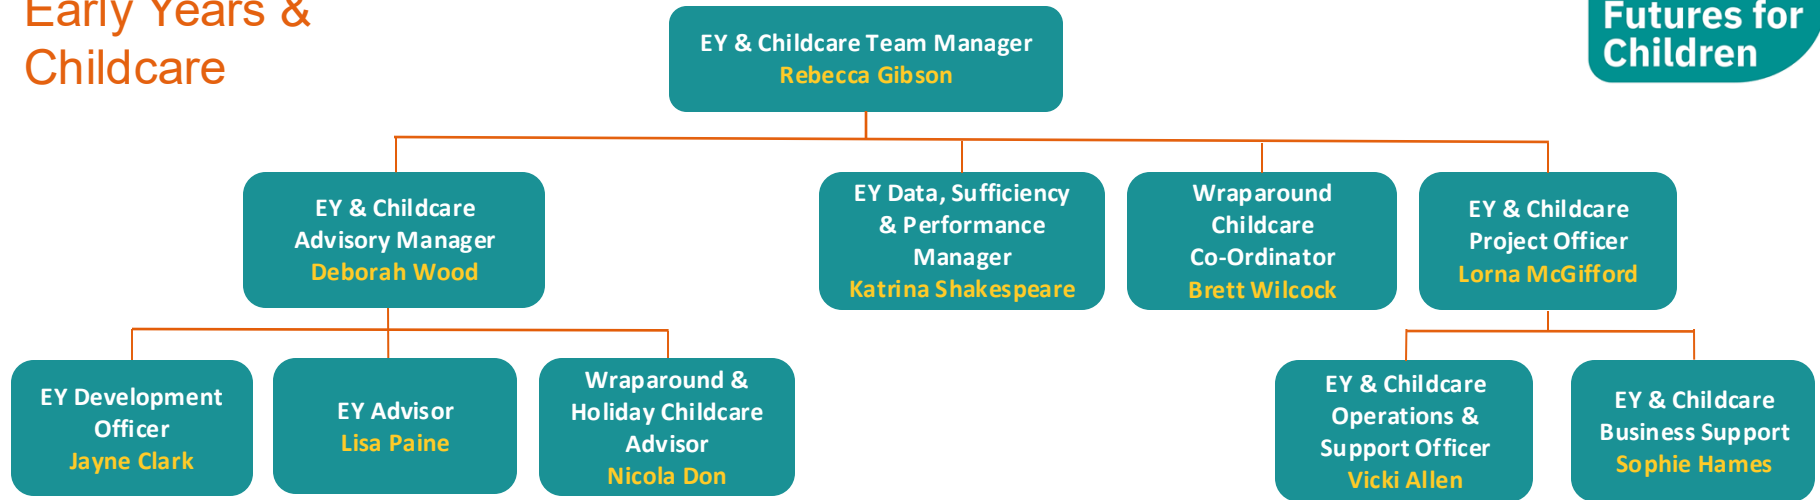 Early Years &
Childcare
Futures for
Children
EY & Childcare Team Manager
Rebecca Gibson
EY & Childcare
Advisory Manager
Deborah Wood
EY Data, Sufficiency
& Performance
Manager
Katrina Shakespeare
Wraparound
Childcare
Co-Ordinator
Brett Wilcock
EY & Childcare
Project Officer
Lorna McGifford
EY Development
Officer
Jayne Clark
EY Advisor
Lisa Paine
Wraparound &
Holiday Childcare
Advisor
Nicola Don
EY & Childcare
Operations &
Support Officer
Vicki Allen
EY & Childcare
Business Support
Sophie Hames